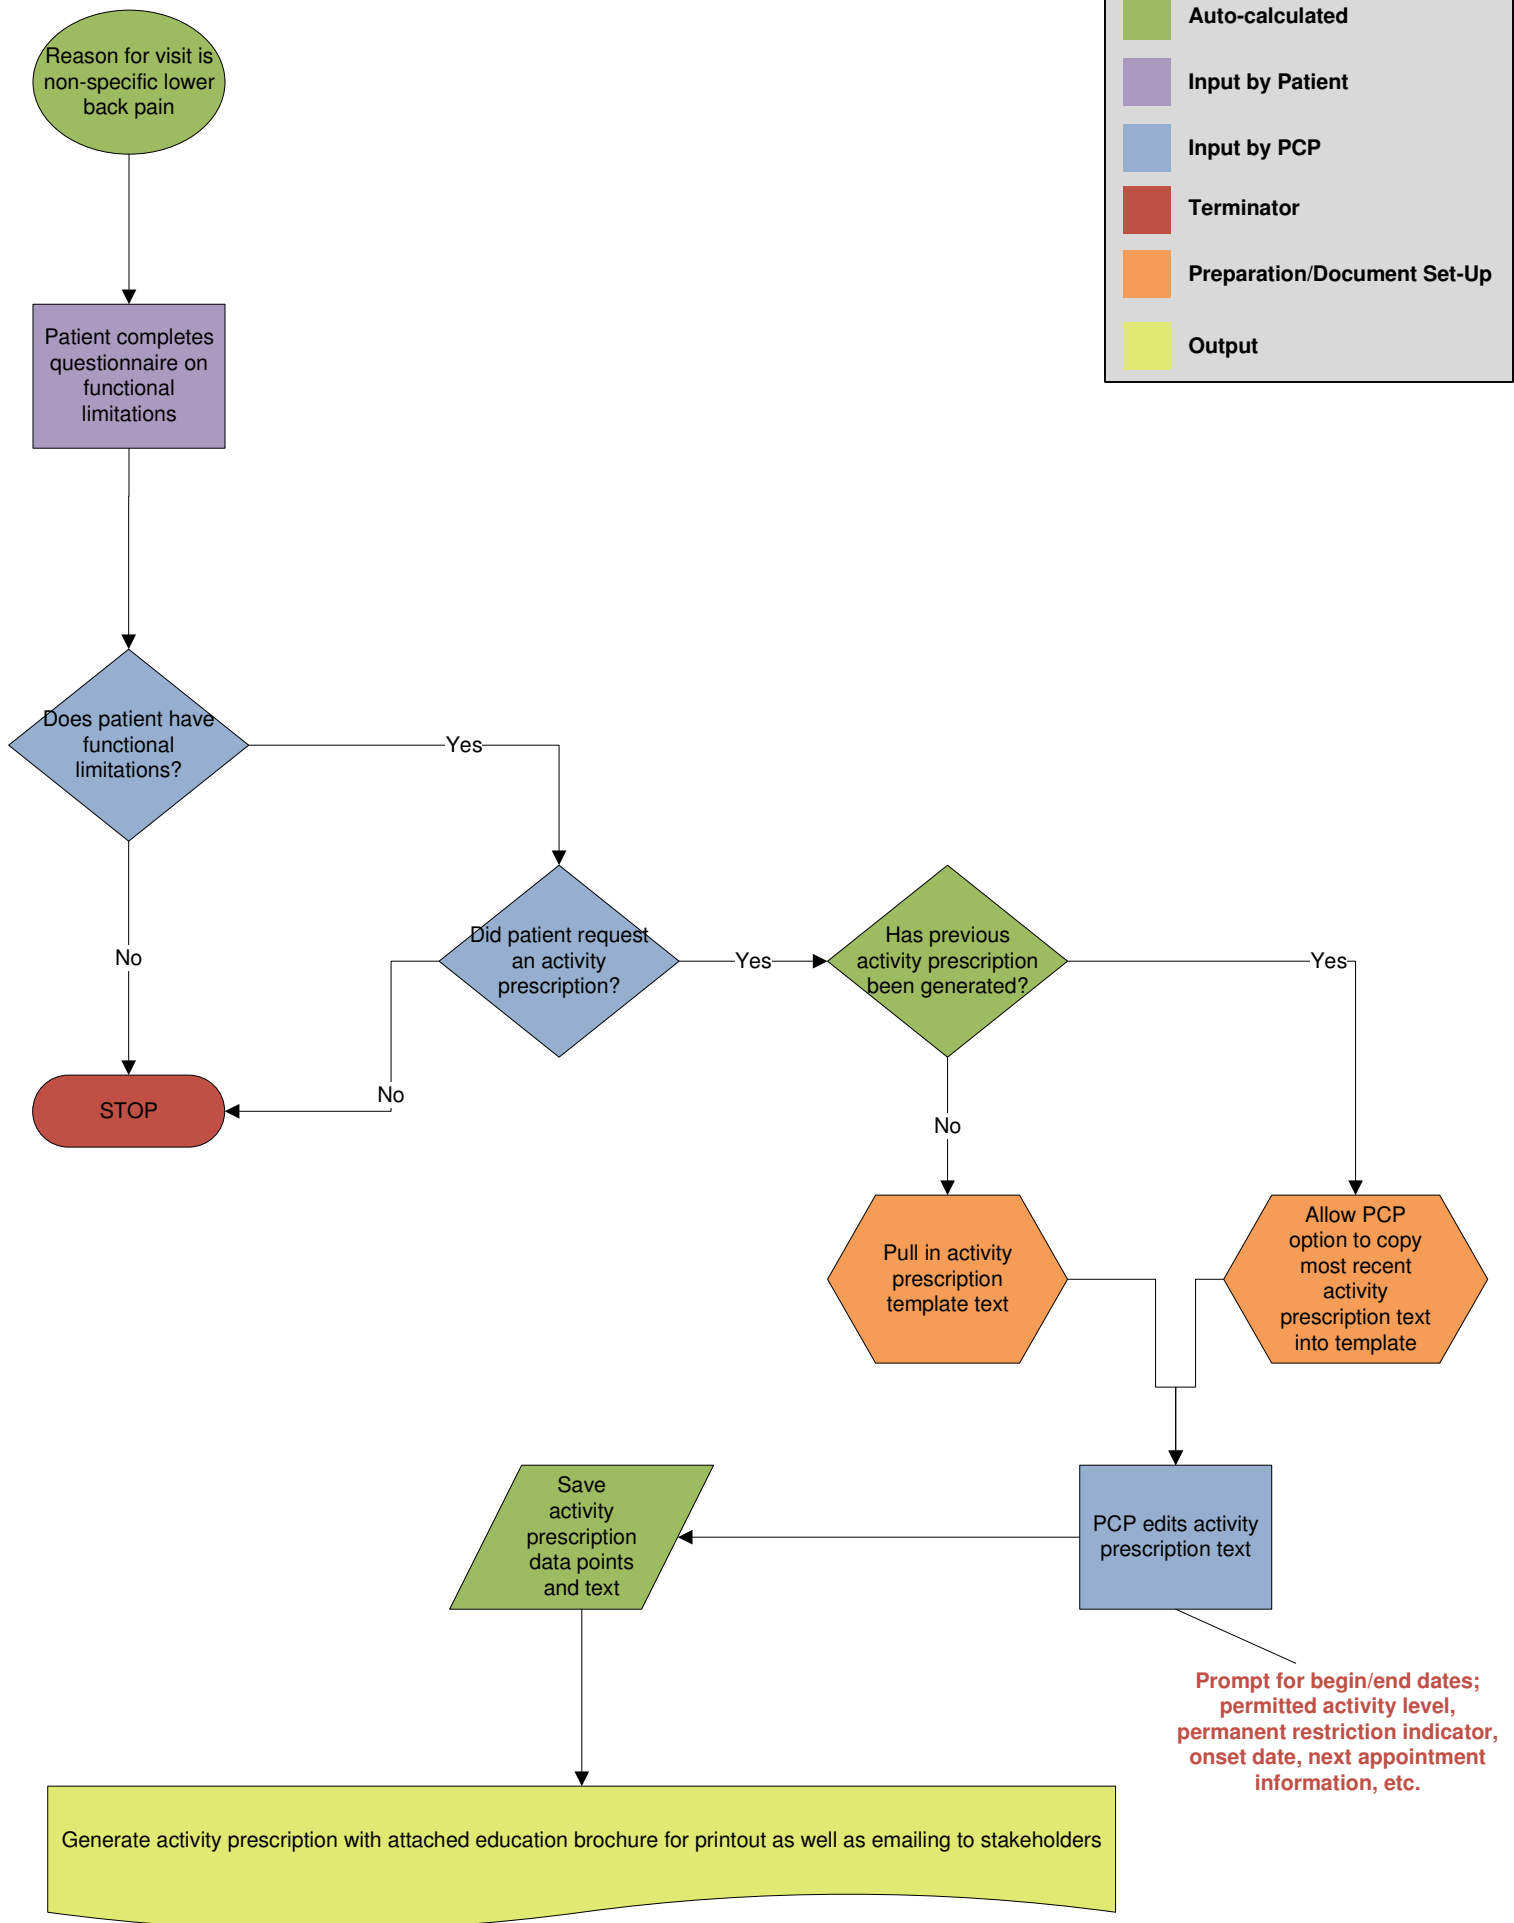 Reason for visit is
non-specific lower
back pain
Auto-calculated
Input by Patient
Input by PCP
Terminator
Preparation/Document Set-Up
Output
Patient completes
questionnaire on
functional
limitations
Does patient have
functional
limitations?
Yes
No
Did patient request
an activity
prescription?
Yes
No
Has previous
activity prescription
been generated?
Yes
No
STOP
Pull in activity
prescription
template text
Allow PCP
option to copy
most recent
activity
prescription text
into template
PCP edits activity
prescription text
Save
activity
prescription
data points
and text
Prompt for begin/end dates;
permitted activity level,
permanent restriction indicator,
onset date, next appointment
information, etc.
Generate activity prescription with attached education brochure for printout as well as emailing to stakeholders